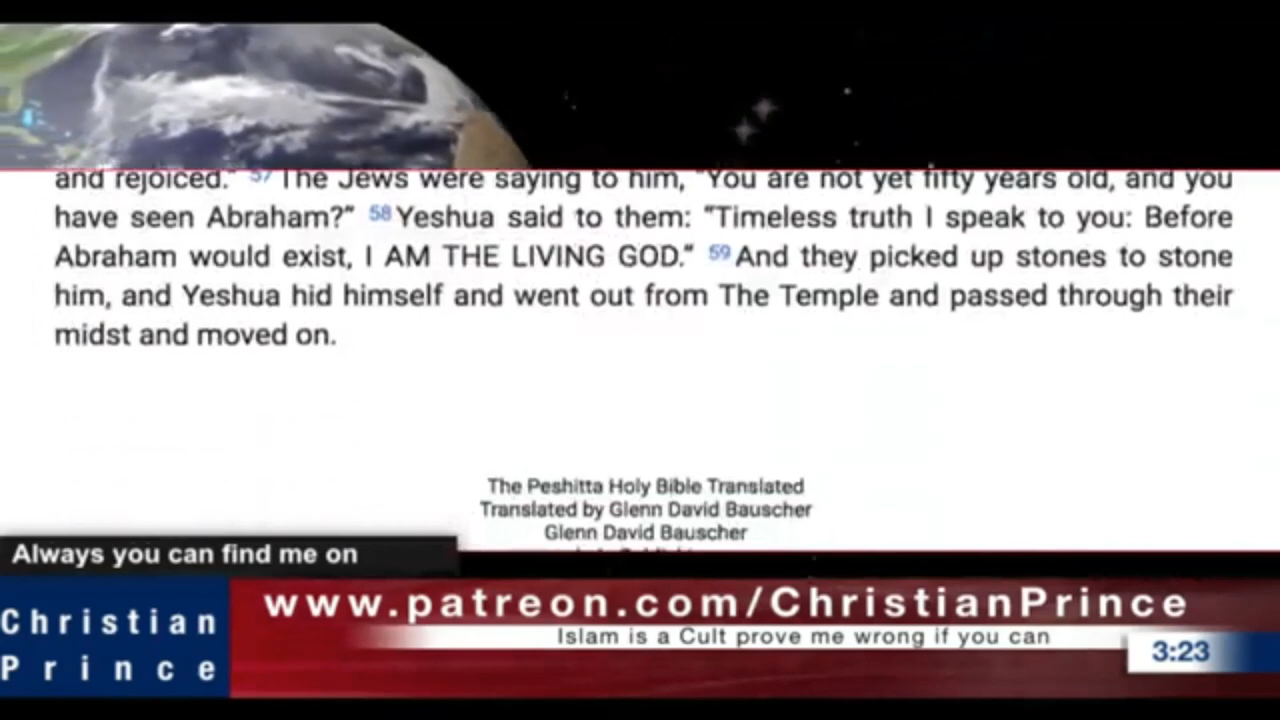 and rejoiced.” 57 The Jews were saying to him, “You are not yet fifty years old, and you
have seen Abraham?” 58 Yeshua said to them: “Timeless truth I speak to you: Before
Abraham would exist, I AM THE LIVING GOD.” 59 And they picked up stones to stone
him, and Yeshua hid himself and went out from The Temple and passed through their
midst and moved on.
The Peshitta Holy Bible Translated
Translated by Glenn David Bauscher
Glenn David Bauscher
Always you can find me on
Christian
Prince
www.patreon.com/ChristianPrince
Islam is a Cult prove me wrong if you can
3:23